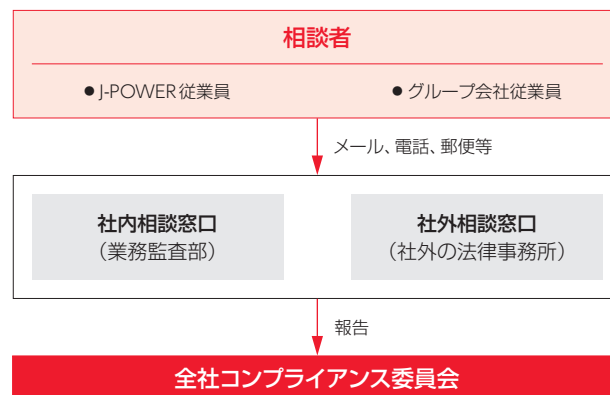 相談者
● J-POWER従業員
● グループ会社従業員
メール、電話、郵便等
社内相談窓口
（業務監査部）
社外相談窓口
（社外の法律事務所）
報告
全社コンプライアンス委員会